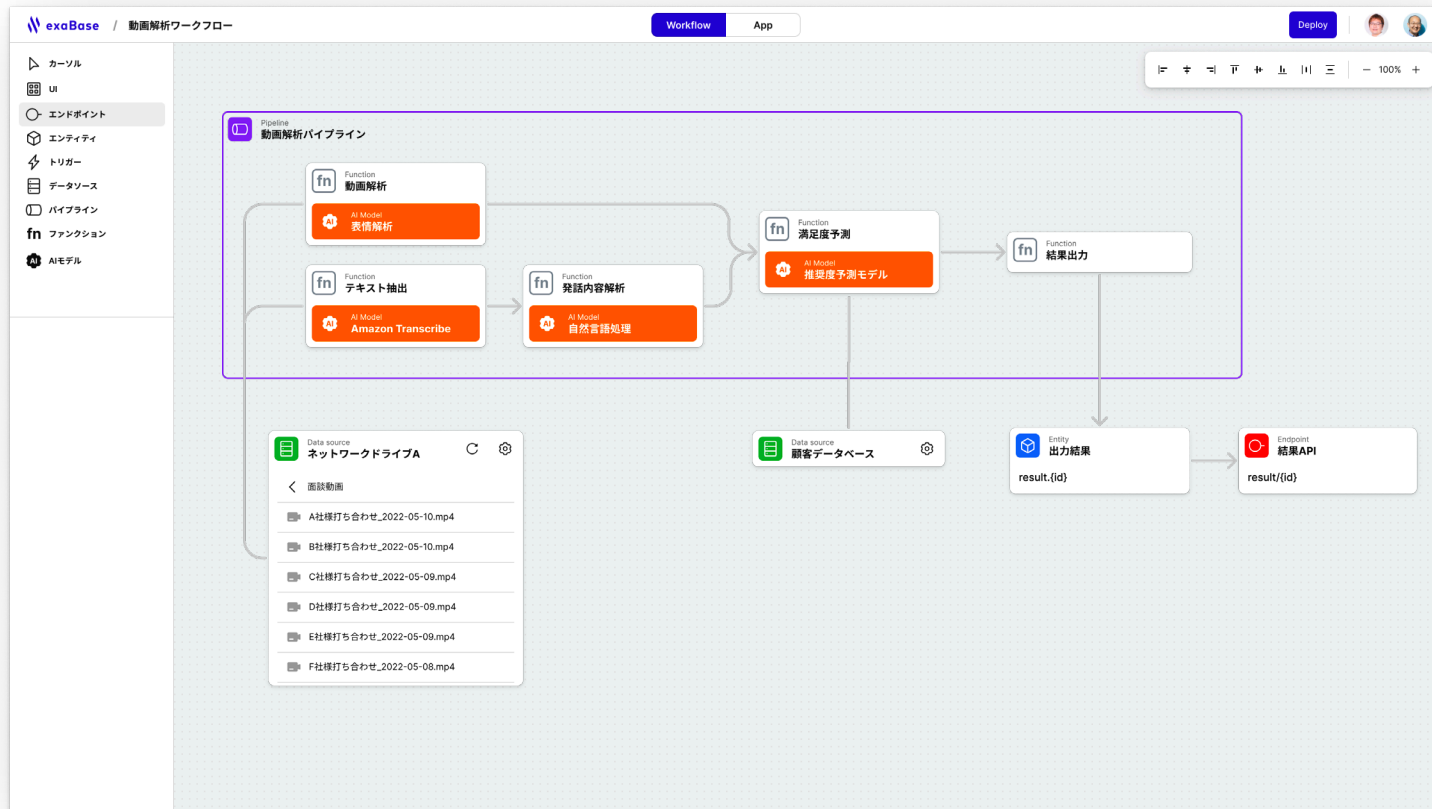 exaBase / 動画解析ワークフロー
Workflow
App
Deploy
カーソル
UI
エンドポイント
エンティティ
トリガー
データソース
パイプライン
fn ファンクション
AI AIモデル
100%
Pipeline
動画解析パイプライン
fn
Function
動画解析
AI
AI Model
表情解析
fn
Function
テキスト抽出
AI
AI Model
Amazon Transcribe
fn
Function
発話内容解析
AI
AI Model
自然言語処理
fn
Function
満足度予測
AI
AI Model
推奨度予測モデル
fn
Function
結果出力
Data source
ネットワークドライブA
面談動画
A社様打ち合わせ_2022-05-10.mp4
B社様打ち合わせ_2022-05-10.mp4
C社様打ち合わせ_2022-05-09.mp4
D社様打ち合わせ_2022-05-09.mp4
E社様打ち合わせ_2022-05-09.mp4
F社様打ち合わせ_2022-05-08.mp4
Data source
顧客データベース
Entity
出力結果
result.{id}
Endpoint
結果API
result/{id}